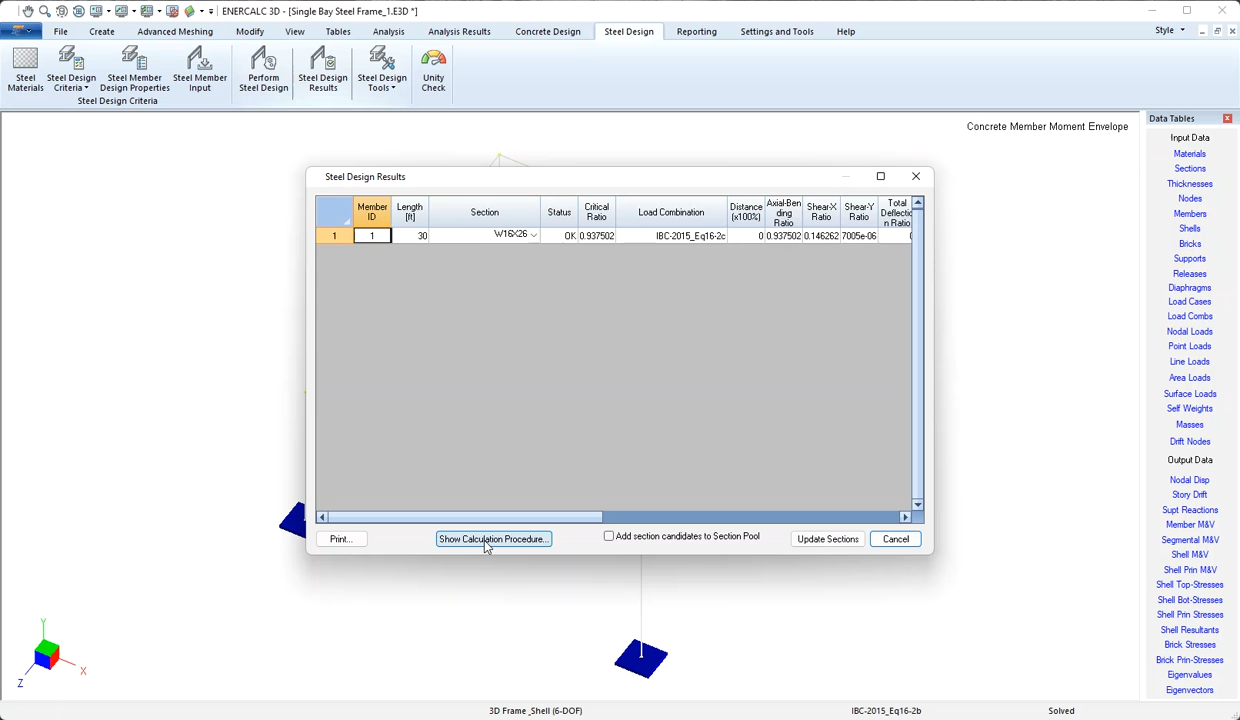 ENERCALC 3D - [Single Bay Steel Frame_1.E3D *]
File Create Advanced Meshing Modify View Tables Analysis Analysis Results Concrete Design Steel Design Reporting Settings and Tools Help Style
Steel Materials
Steel Design Criteria
Steel Member Design Properties
Steel Member Input
Perform Steel Design
Steel Design Results
Steel Design Tools
Unity Check
Steel Design Criteria
Concrete Member Moment Envelope
Steel Design Results
Member ID
Length [ft]
Section
Status
Critical Ratio
Load Combination
Distance (x100%)
Axial-Ben ding Ratio
Shear-X Ratio
Shear-Y Ratio
Total Deflectio n Ratio
1 1 30 W16X26 OK 0.937502 IBC-2015_Eq16-2c 0 0.937502 0.146262 7005e-06
Print... Show Calculation Procedure... Add section candidates to Section Pool Update Sections Cancel
Y
X
Z
Data Tables
Input Data
Materials
Sections
Thicknesses
Nodes
Members
Shells
Bricks
Supports
Releases
Diaphragms
Load Cases
Load Combs
Nodal Loads
Point Loads
Line Loads
Area Loads
Surface Loads
Self Weights
Masses
Drift Nodes
Output Data
Nodal Disp
Story Drift
Supt Reactions
Member M&V
Segmental M&V
Shell M&V
Shell Prin M&V
Shell Top-Stresses
Shell Bot-Stresses
Shell Prin Stresses
Shell Resultants
Brick Stresses
Brick Prin-Stresses
Eigenvalues
Eigenvectors
3D Frame_Shell (6-DOF) IBC-2015_Eq16-2b Solved